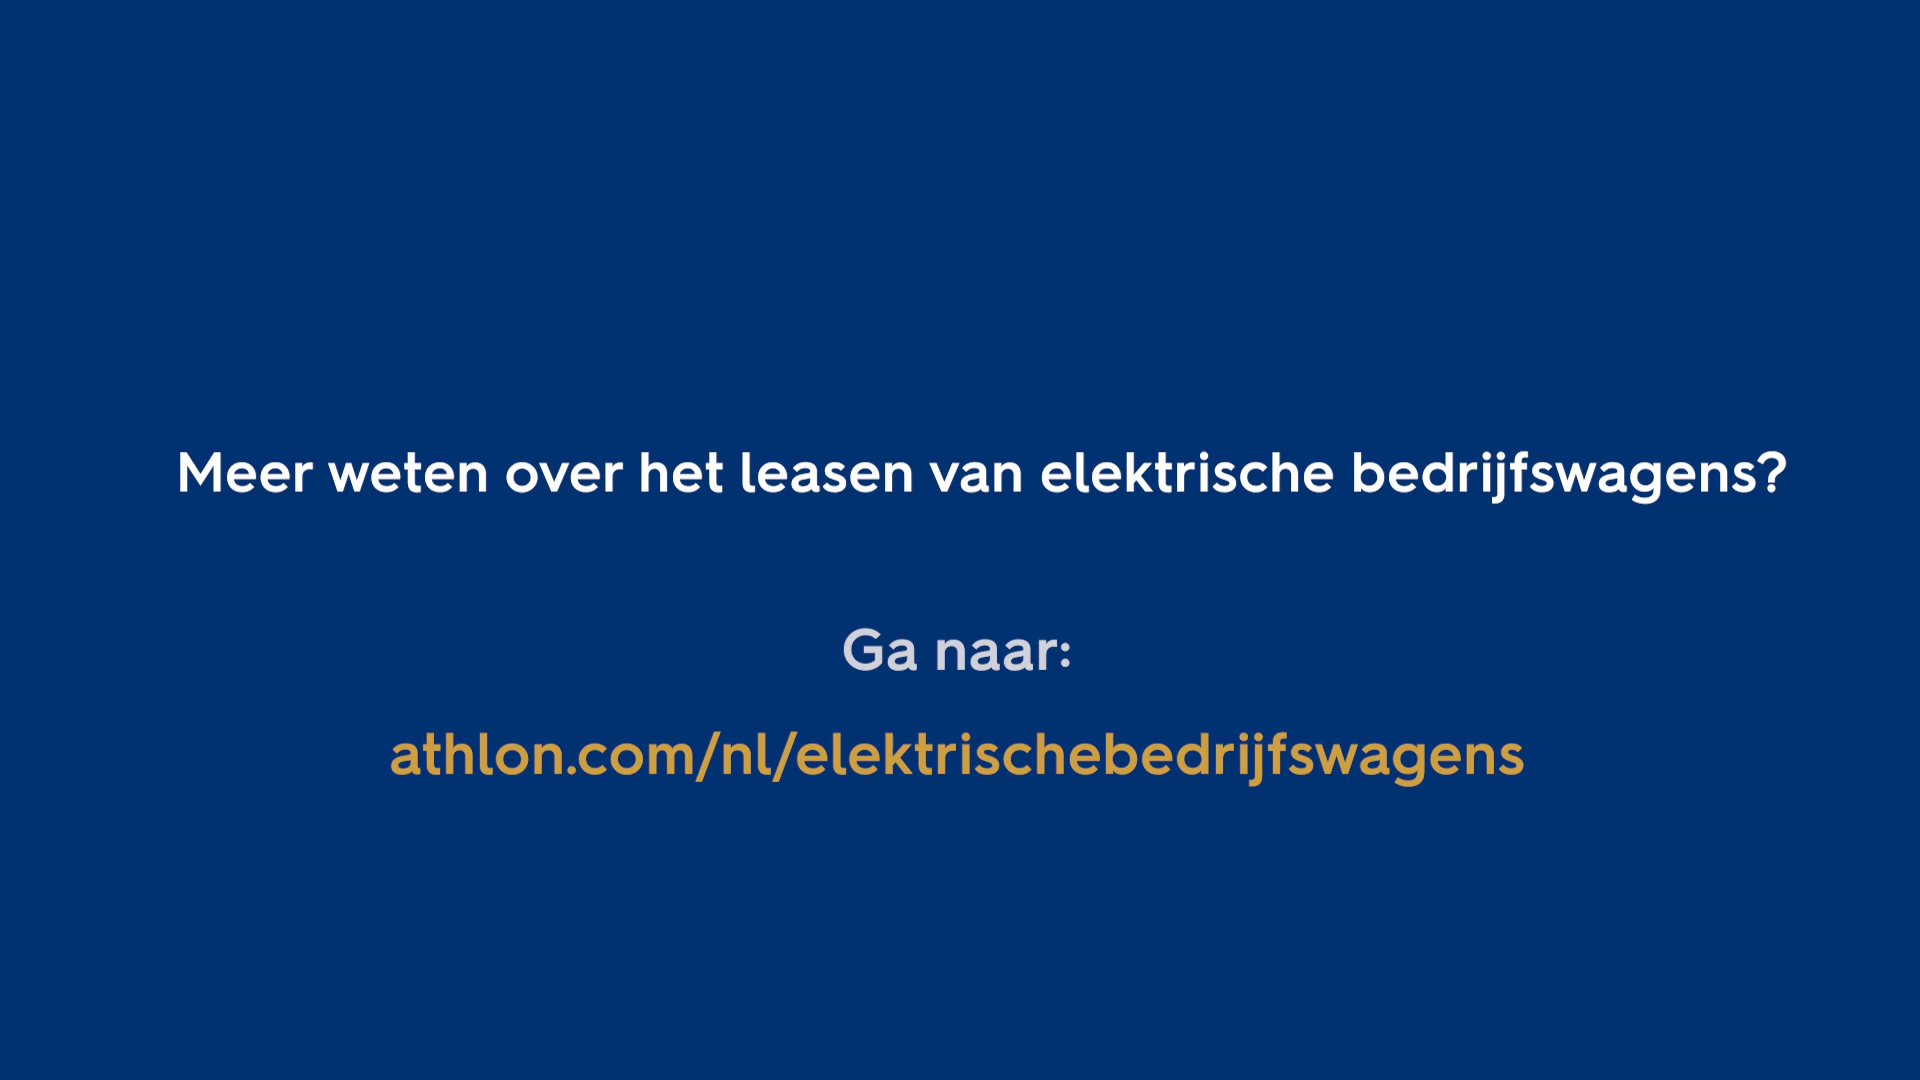 Meer weten over het leasen van elektrische bedrijfswagens?
Ga naar:
athlon.com/nl/elektrischebedrijfswagens